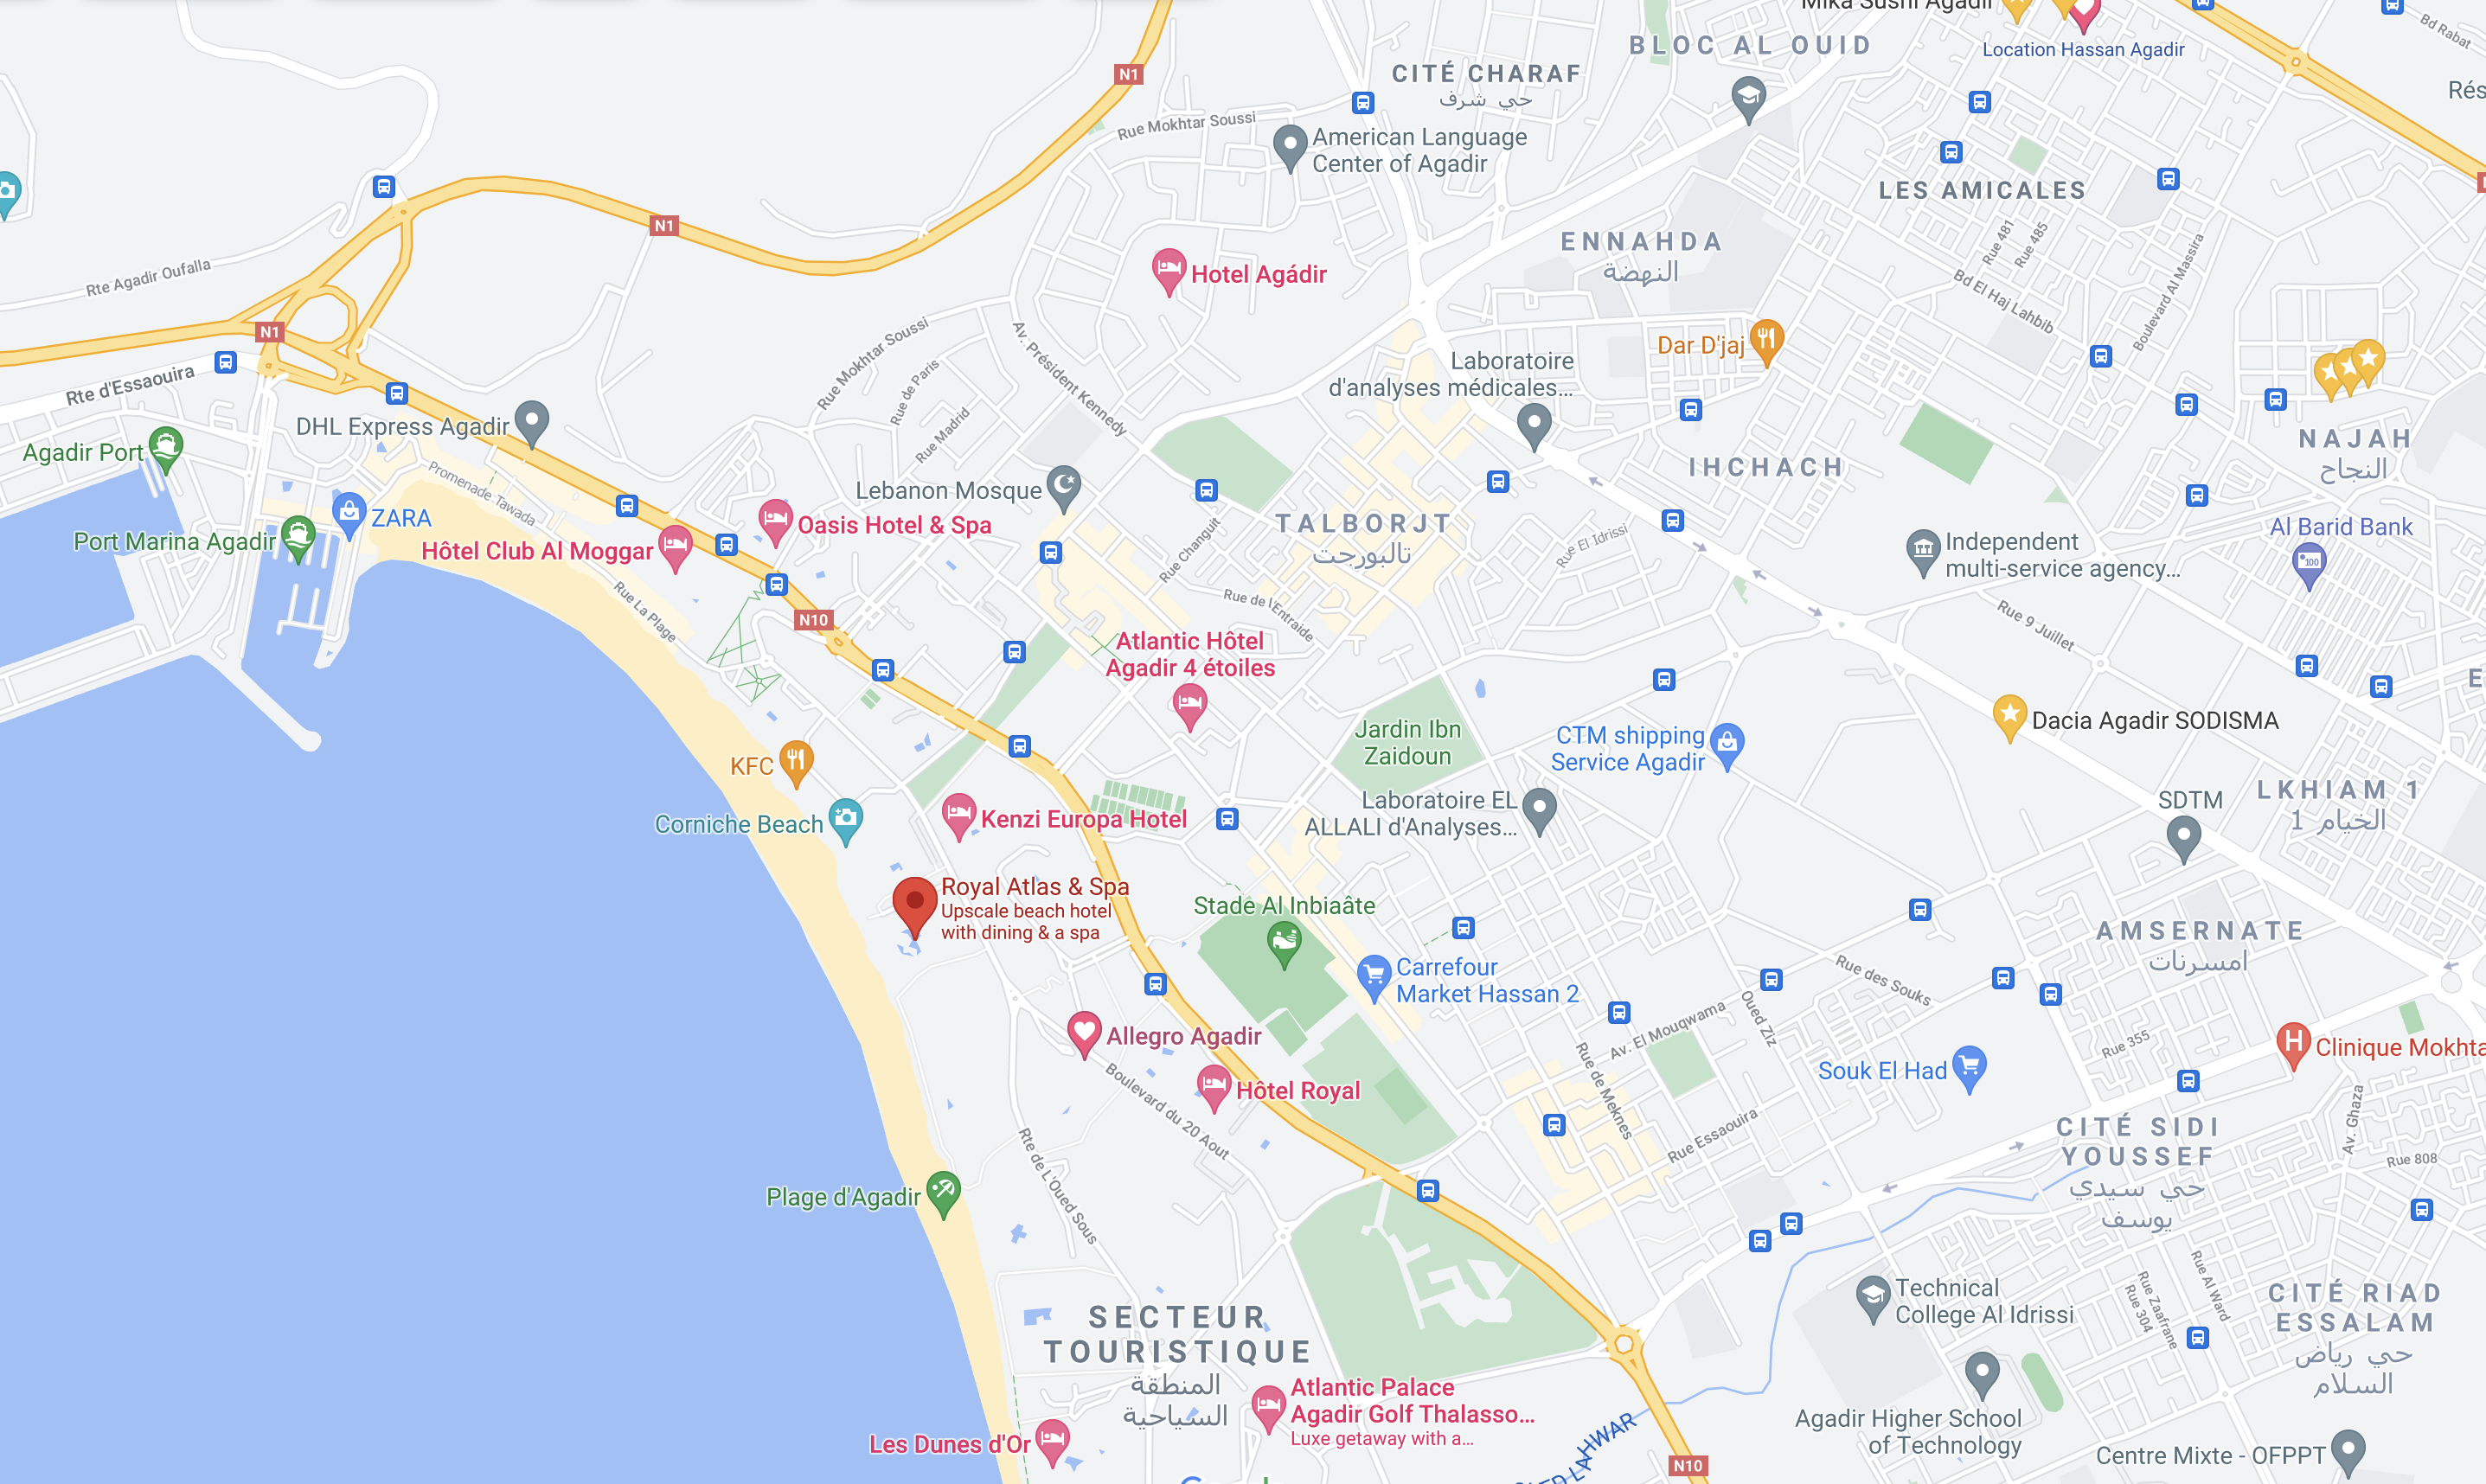 Mika Sushi Agadir
Location Hassan Agadir
Bd Rabat
BLOC AL OUID
CITÉ CHARAF
حي شرف
N1
Rue Mokhtar Soussi
American Language
Center of Agadir
LES AMICALES
Rue 481
Rue 485
ENNAHDA
النهضة
N1
Rte Agadir Oufalla
Hotel Agádir
Bd El Haj Lahbib
Boulevard Al Massira
N1
Rte d'Essaouira
Rue Mokhtar Soussi
Rue de Paris
Rue Madrid
Av. Président Kennedy
Dar D'jaj
Laboratoire
d'analyses médicales...
DHL Express Agadir
Agadir Port
Promenade Tawada
NAJAH
النجاح
IHCHACH
Lebanon Mosque
ZARA
Oasis Hotel & Spa
TALBORJT
تالبورجت
Rue Changuit
Rue El Idrissi
Al Barid Bank
100
Port Marina Agadir
Hôtel Club Al Moggar
Independent
multi-service agency...
Rue La Plage
N10
Rue de l'Entraide
Rue 9 Juillet
Atlantic Hôtel
Agadir 4 étoiles
Jardin Ibn
Zaidoun
CTM shipping
Service Agadir
Dacia Agadir SODISMA
KFC
Corniche Beach
Kenzi Europa Hotel
Laboratoire EL
ALLALI d'Analyses...
SDTM
LKHIAM 1
الخيام 1
Royal Atlas & Spa
Upscale beach hotel
with dining & a spa
Stade Al Inbiaâte
AMSERNATE
امسرنات
Carrefour
Market Hassan 2
Rue des Souks
Oued Ziz
Av. El Mouqwama
Rue 355
Allegro Agadir
Hôtel Royal
Boulevard du 20 Aout
Rue de Meknes
Rue Essaouira
Souk El Had
H
Clinique Mokhta
Av. Ghaza
Rue 808
CITÉ SIDI
YOUSSEF
حي سيدي
يوسف
Plage d'Agadir
Rte de L'Oued Sous
Technical
College Al Idrissi
Rue Zaafrane
Rue 304
Rue Al Ward
CITÉ RIAD
ESSALAM
حي رياض
السلام
SECTEUR
TOURISTIQUE
المنطقة
السياحية
Atlantic Palace
Agadir Golf Thalasso...
Luxe getaway with a...
Les Dunes d'Or
LAHWAR
N10
Agadir Higher School
of Technology
Centre Mixte - OFPPT